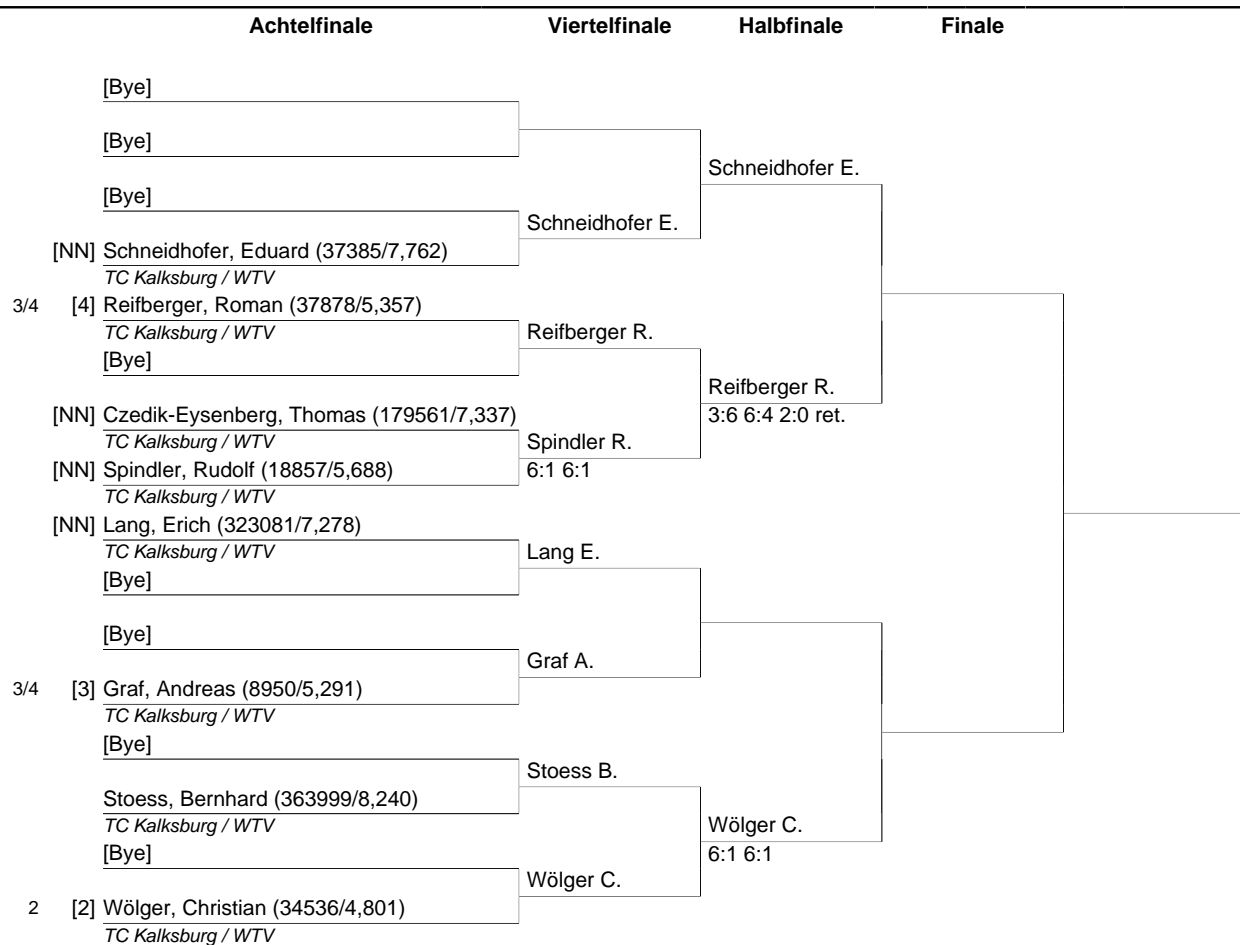 Achtelfinale Viertelfinale Halbfinale Finale
[Bye]
[Bye]
Schneidhofer E.
[Bye]
Schneidhofer E.
[NN] Schneidhofer, Eduard (37385/7,762)
TC Kalksburg / WTV
3/4 [4] Reifberger, Roman (37878/5,357)
TC Kalksburg / WTV Reifberger R.
[Bye]
Reifberger R.
[NN] Czedik-Eysenberg, Thomas (179561/7,337) 3:6 6:4 2:0 ret.
TC Kalksburg / WTV Spindler R.
[NN] Spindler, Rudolf (18857/5,688) 6:1 6:1
TC Kalksburg / WTV
[NN] Lang, Erich (323081/7,278)
TC Kalksburg / WTV Lang E.
[Bye]
[Bye]
Graf A.
3/4 [3] Graf, Andreas (8950/5,291)
TC Kalksburg / WTV
[Bye]
Stoess B.
Stoess, Bernhard (363999/8,240)
TC Kalksburg / WTV Wölger C.
[Bye] 6:1 6:1
Wölger C.
2 [2] Wölger, Christian (34536/4,801)
TC Kalksburg / WTV